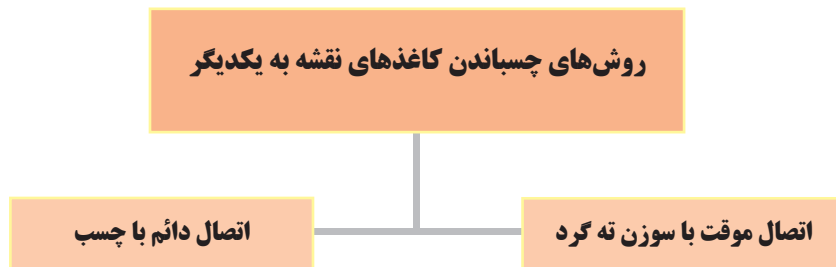 روش‌های چسباندن کاغذهای نقشه به یکدیگر
اتصال موقت با سوزن ته گرد
اتصال دائم با چسب